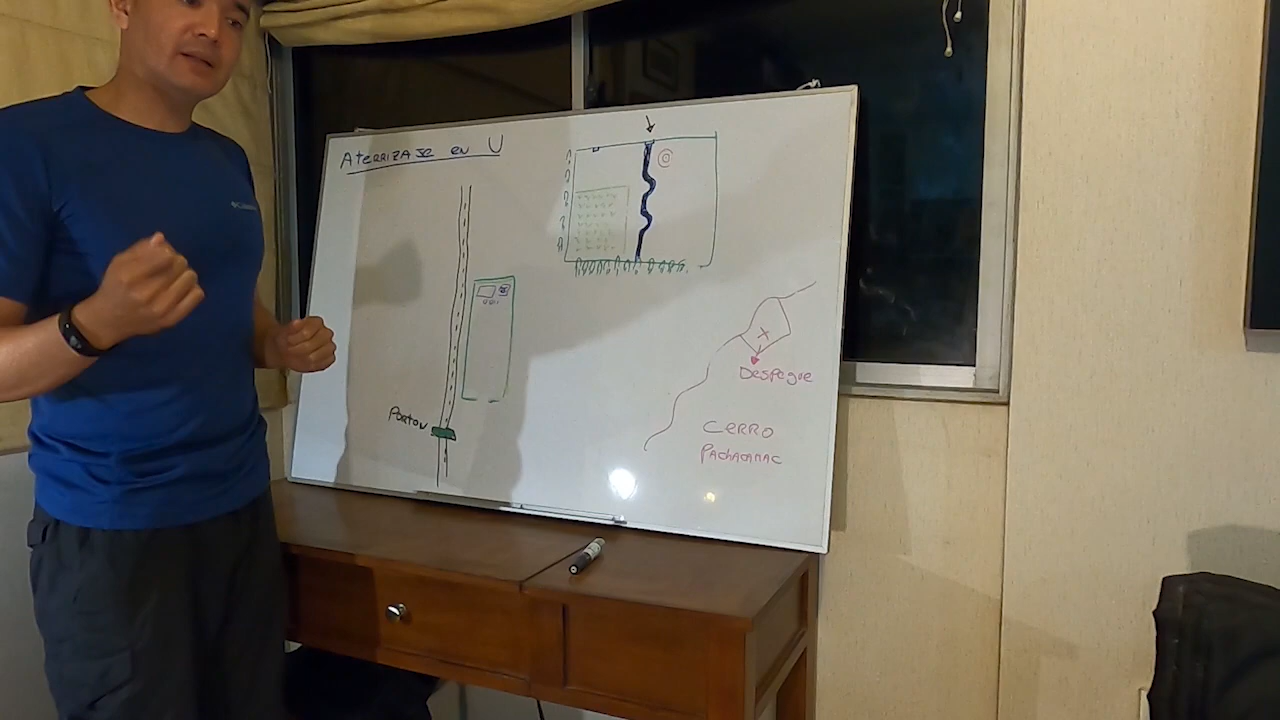 Aterrizaje en U
Porton
Despegue
Cerro
Pachacamac